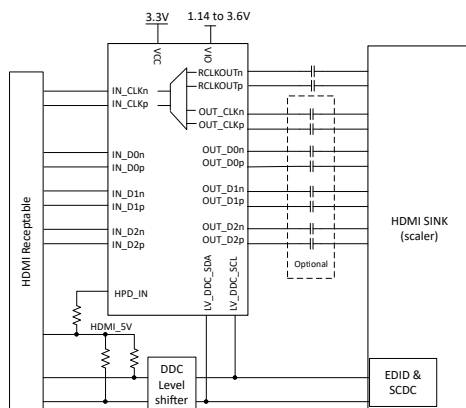 3.3V
1.14 to 3.6V
VCC
VIO
RCLKOUTn
RCLKOUTp
IN_CLKn
IN_CLKp
OUT_CLKn
OUT_CLKp
IN_D0n
IN_D0p
OUT_D0n
OUT_D0p
IN_D1n
IN_D1p
OUT_D1n
OUT_D1p
IN_D2n
IN_D2p
OUT_D2n
OUT_D2p
HDMI Receptable
HDMI SINK
(scaler)
Optional
HPD_IN
LV_DDC_SDA
LV_DDC_SCL
HDMI_5V
DDC
Level
shifter
EDID &
SCDC